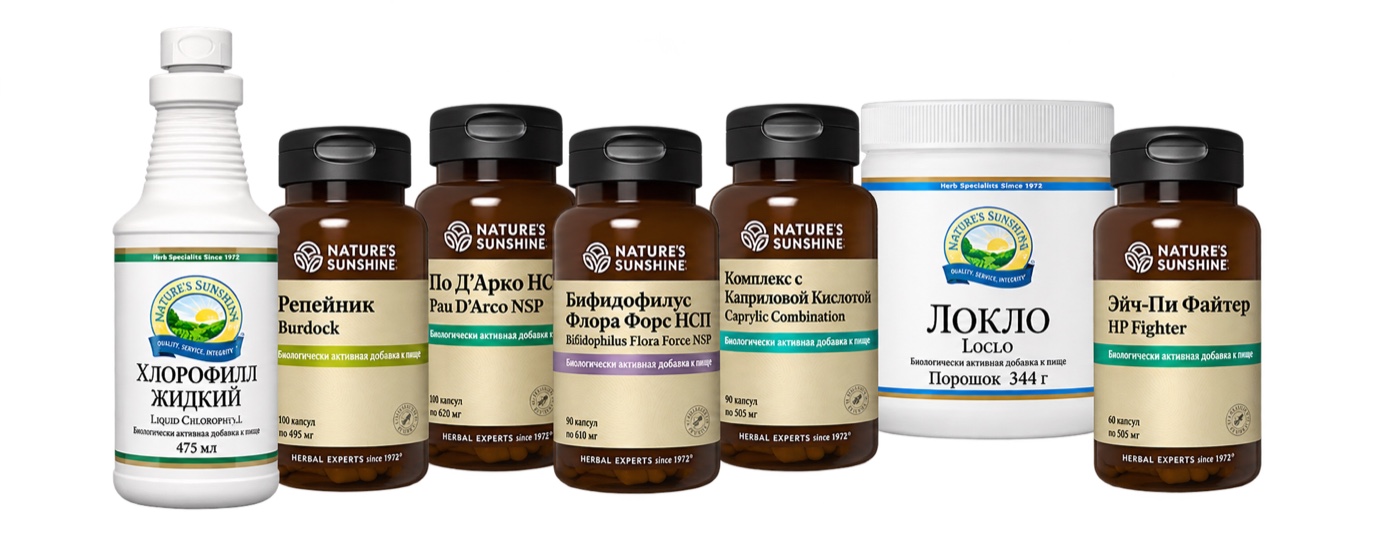 Herb Specialists Since 1972
NATURE'S SUNSHINE
QUALITY, SERVICE, INTEGRITY
ХЛОРОФИЛЛ
ЖИДКИЙ
LIQUID CHLOROPHYLL
Биологически активная добавка к пище
475 мл
NATURE'S
SUNSHINE
Репейник
Burdock
Биологически активная добавка к пище
100 капсул
по 495 мг
HERBAL EXPERTS since 1972®
NATURE'S
SUNSHINE
По Д'Арко НС
Pau D'Arco NSP
Биологически активная добавка к
100 капсул
по 620 мг
HERBAL EXPERTS since 1972®
NATURE'S
SUNSHINE
Бифидофилус
Флора Форс НСП
Bifidophilus Flora Force NSP
Биологически активная добавка к пище
90 капсул
по 610 мг
HERBAL EXPERTS since 1972®
NATURE'S
SUNSHINE
Комплекс с
Каприловой Кислотой
Caprylic Combination
Биологически активная добавка к пище
90 капсул
по 505 мг
HERBAL EXPERTS since 1972®
Herb Specialists Since 1972
NATURE'S SUNSHINE
QUALITY, SERVICE, INTEGRITY
ЛОКЛО
LOCLO
Биологически активная добавка к пище
Порошок 344 г
NATURE'S
SUNSHINE
Эйч-Пи Файтер
HP Fighter
Биологически активная добавка к пище
60 капсул
по 505 мг
HERBAL EXPERTS since 1972®